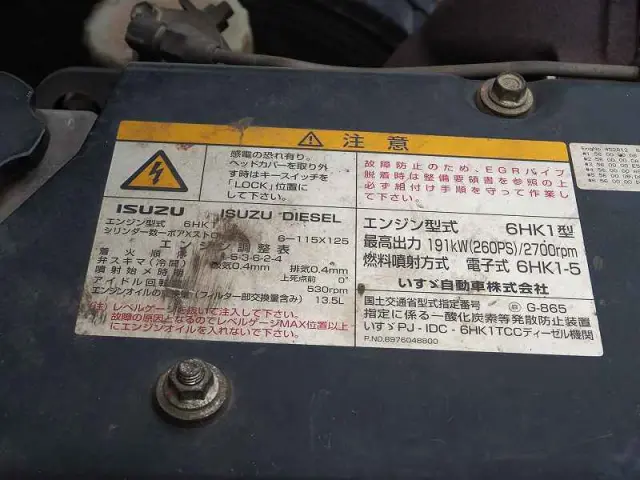 注意
感電の恐れ有り。
ヘッドカバーを取り外
す時はキースイッチを
「LOCK」位置に
して下さい。
故障防止のため、EGRパイプ
脱着時は整備要領書を参照の上
必ず組付け手順を守って作業し
て下さい。
ISUZU ISUZU DIESEL
エンジン型式 6HK1
シリンダ数ーボア×スト 6-115X125
エンジン調整表
着火順序 1-5-3-6-2-4
弁スキマ(冷間) 吸気0.4mm 排気0.4mm
噴射始メ時期 上死点前 0°
アイドル回転 530rpm
エンジンオイルの (フィルター部交換量含み) 13.5L
(注)レベルゲージを抜いて注入して下さい。
故障の原因となるのでレベルゲージMAX位置以上
にエンジンオイルを入れないで下さい。
エンジン型式 6HK1型
最高出力 191kW(260PS)/2700rpm
燃料噴射方式 電子式 6HK1-5
いすゞ自動車株式会社
国土交通省型式指定番号 ㊞ G-865
指定に係る一酸化炭素等発散防止装置
いすゞPJ-IDC-6HK1TCCディーゼル機関
P.NO.8976048800